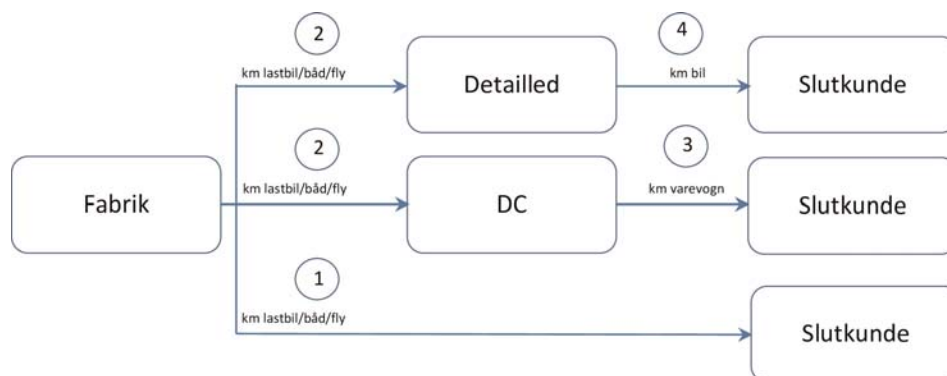 2
km lastbil/båd/fly
Detailled
4
km bil
Slutkunde
Fabrik
2
km lastbil/båd/fly
DC
3
km varevogn
Slutkunde
1
km lastbil/båd/fly
Slutkunde